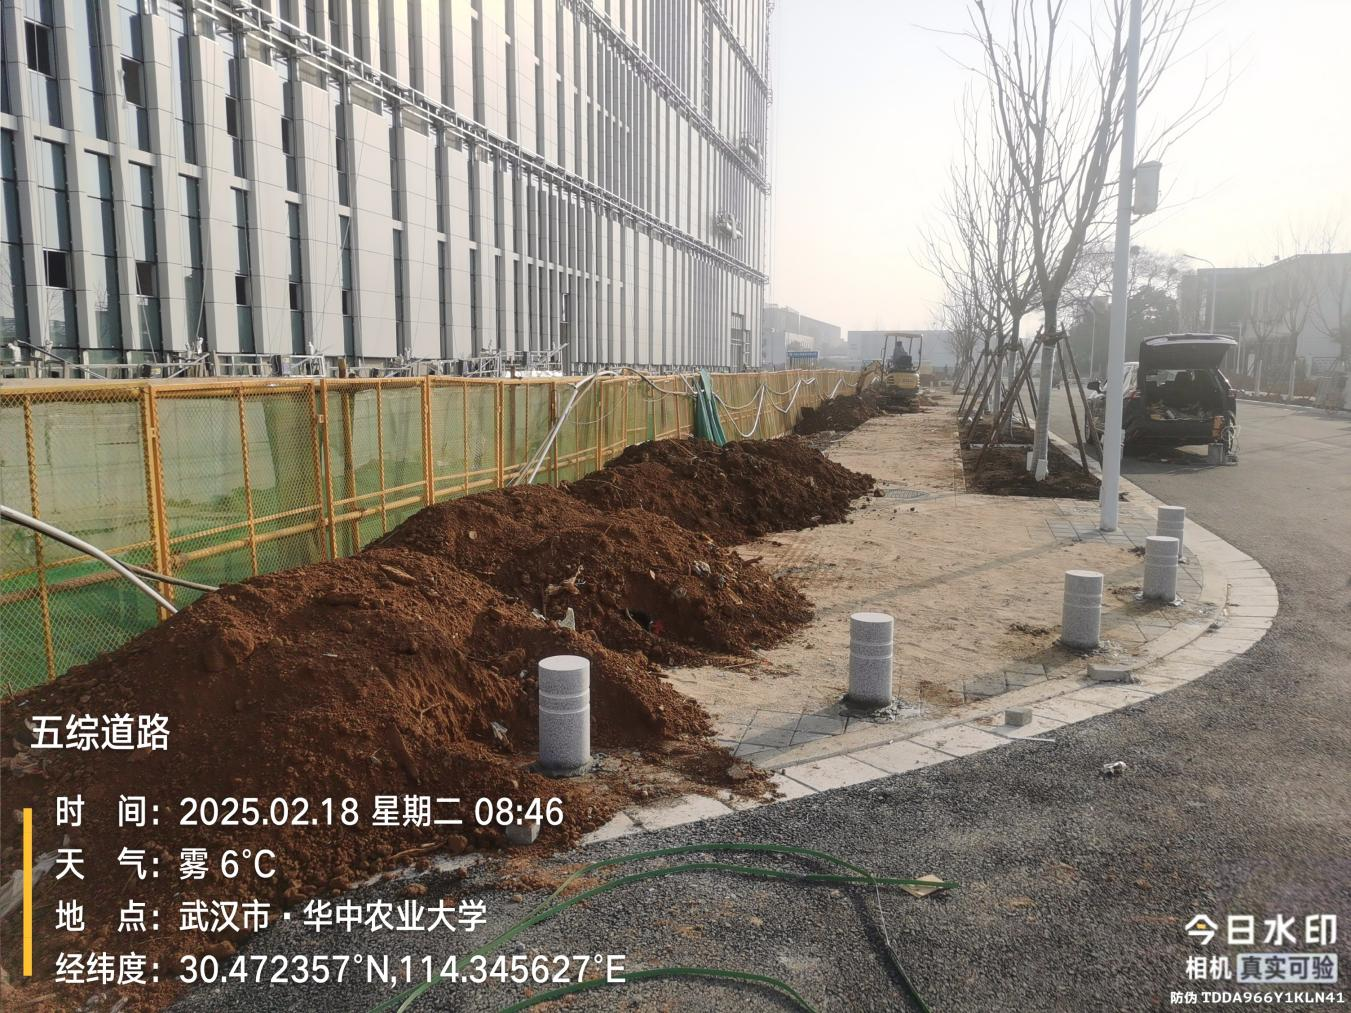 五综道路
时 间：2025.02.18 星期二 08:46
天 气：雾 6°C
地 点：武汉市·华中农业大学
经纬度：30.472357°N,114.345627°E
今日水印
相机 真实可验
防伪 TDDA966Y1KLN41